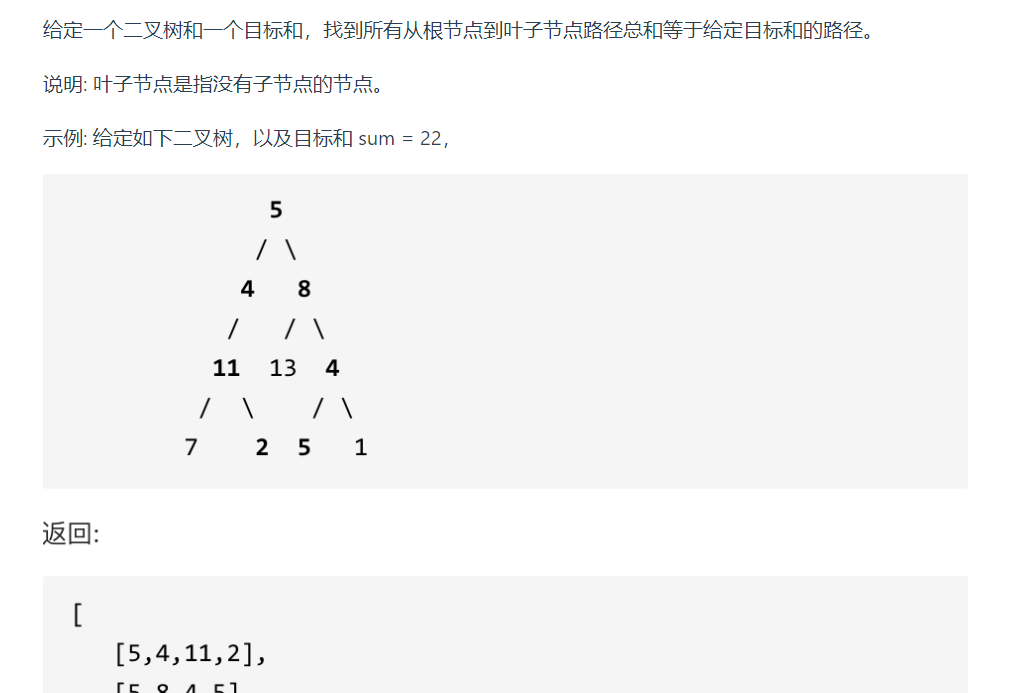 给定一个二叉树和一个目标和，找到所有从根节点到叶子节点路径总和等于给定目标和的路径。
说明: 叶子节点是指没有子节点的节点。
示例: 给定如下二叉树，以及目标和 sum = 22，
5
/ \
4 8
/ / \
11 13 4
/ \ / \
7 2 5 1
返回:
[
[5,4,11,2],
[5,8,4,5]